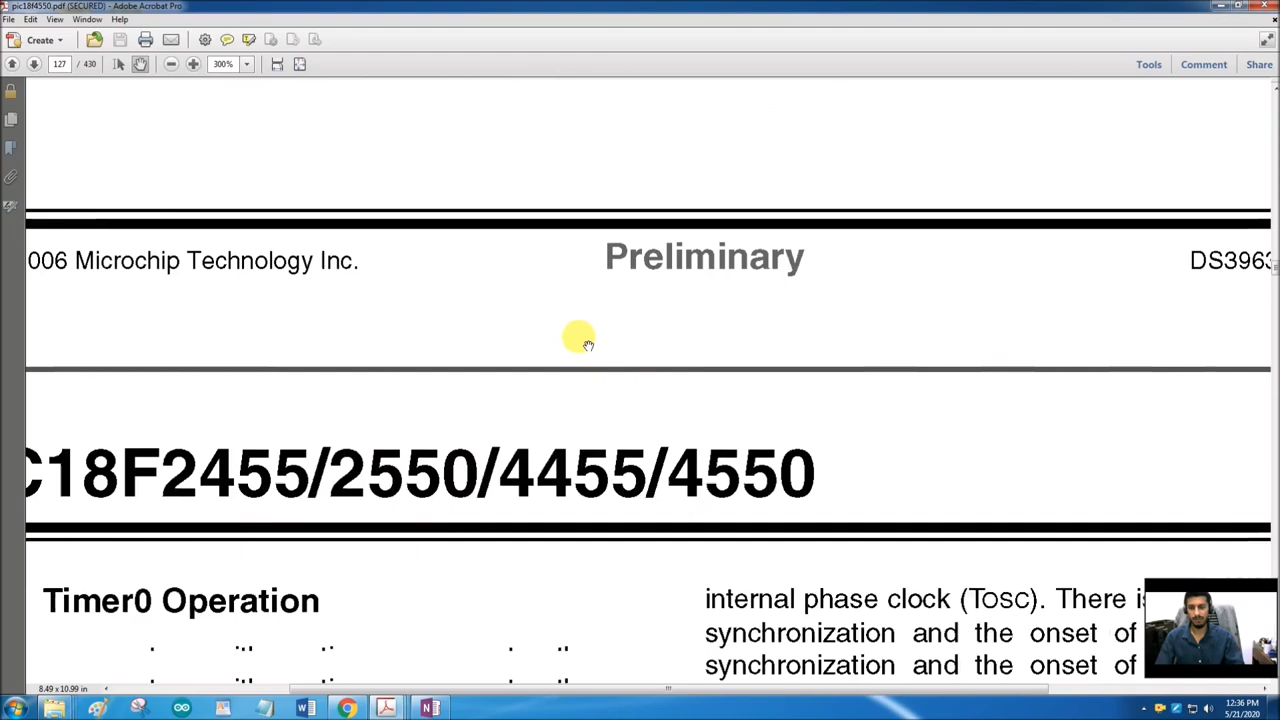 pic18f4550.pdf (SECURED) - Adobe Acrobat Pro
File Edit View Window Help
Create
127 / 430 300% Tools Comment Share
006 Microchip Technology Inc. Preliminary DS3963
C18F2455/2550/4455/4550
Timer0 Operation
internal phase clock (TOSC). There is
synchronization and the onset of
synchronization and the onset of
8.49 x 10.99 in
12:36 PM
5/21/2020